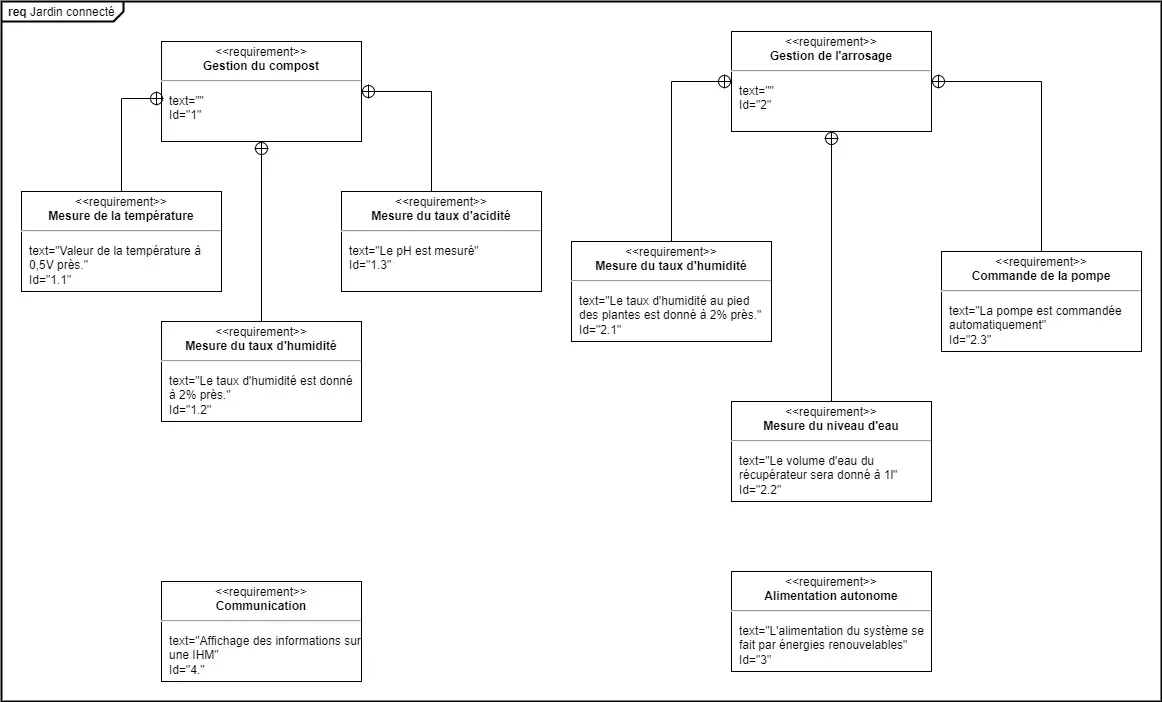 req Jardin connecté
<<requirement>>
Gestion du compost
text=""
Id="1"
<<requirement>>
Gestion de l'arrosage
text=""
Id="2"
<<requirement>>
Mesure de la température
text="Valeur de la température à
0,5V près."
Id="1.1"
<<requirement>>
Mesure du taux d'acidité
text="Le pH est mesuré"
Id="1.3"
<<requirement>>
Mesure du taux d'humidité
text="Le taux d'humidité est donné
à 2% près."
Id="1.2"
<<requirement>>
Mesure du taux d'humidité
text="Le taux d'humidité au pied
des plantes est donné à 2% près."
Id="2.1"
<<requirement>>
Commande de la pompe
text="La pompe est commandée
automatiquement"
Id="2.3"
<<requirement>>
Mesure du niveau d'eau
text="Le volume d'eau du
récupérateur sera donné à 1l"
Id="2.2"
<<requirement>>
Communication
text="Affichage des informations sur
une IHM"
Id="4."
<<requirement>>
Alimentation autonome
text="L'alimentation du système se
fait par énergies renouvelables"
Id="3"